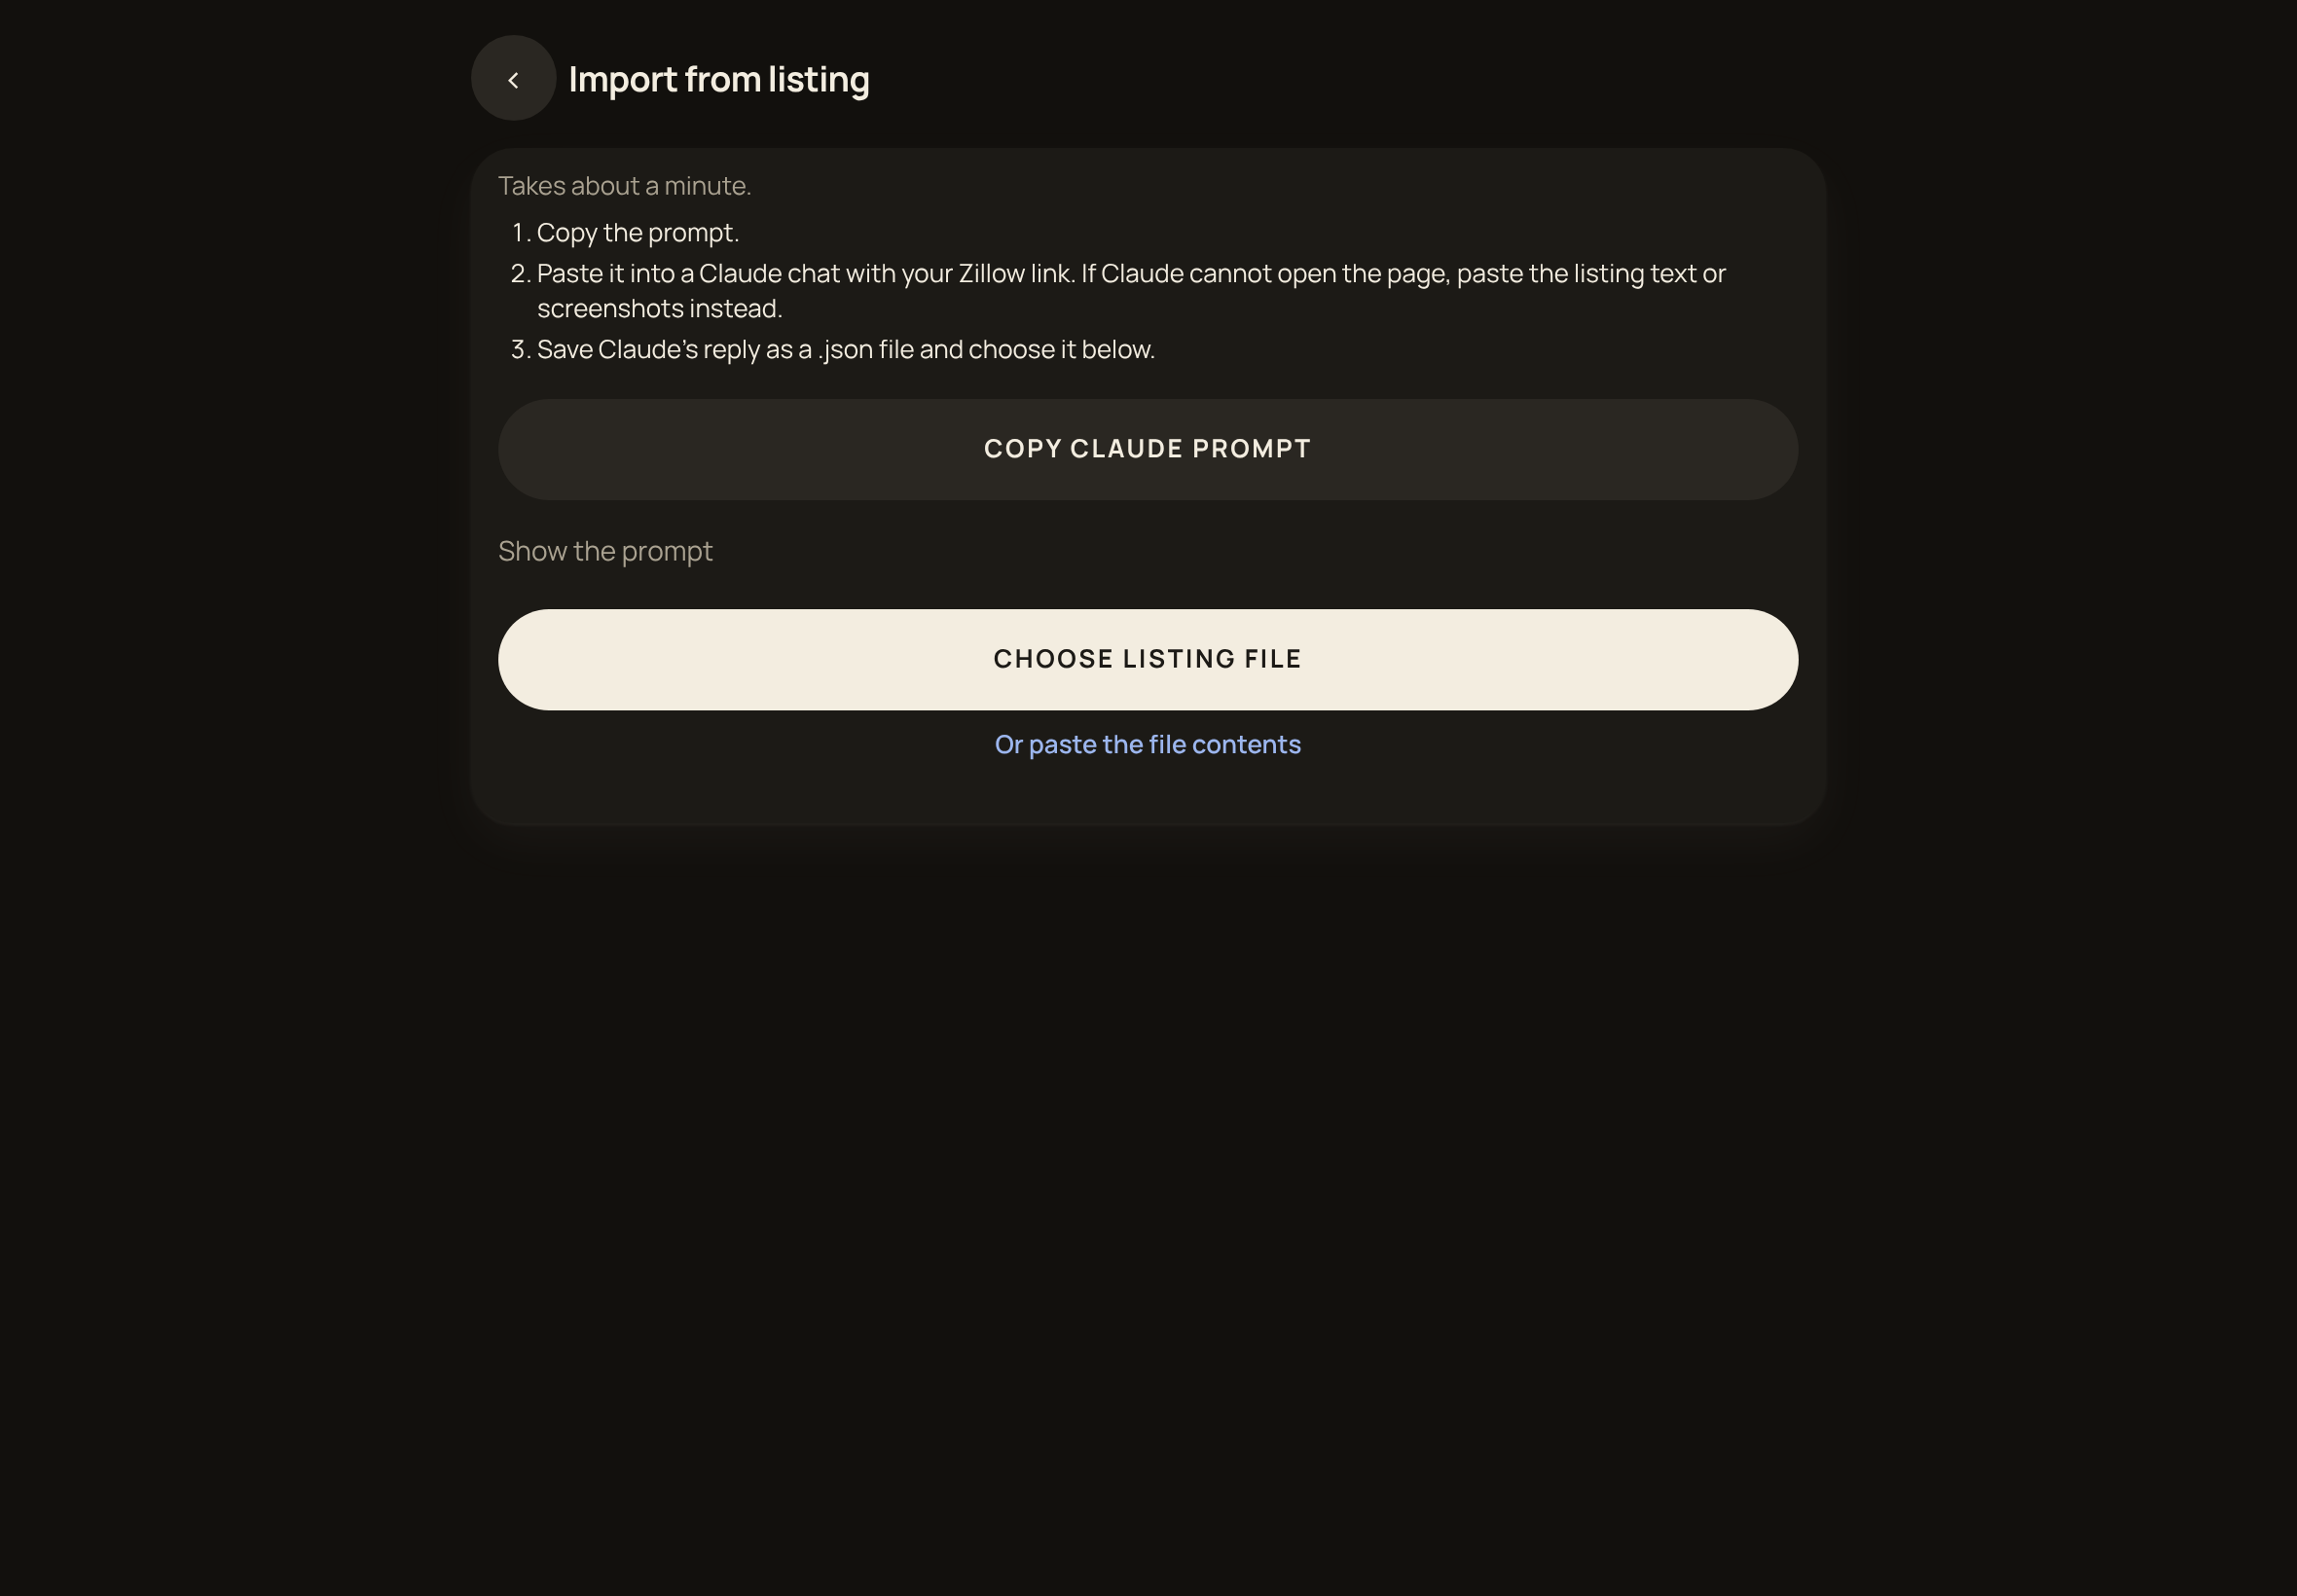 Import from listing
Takes about a minute.
1. Copy the prompt.
2. Paste it into a Claude chat with your Zillow link. If Claude cannot open the page, paste the listing text or
screenshots instead.
3. Save Claude’s reply as a .json file and choose it below.
COPY CLAUDE PROMPT
Show the prompt
CHOOSE LISTING FILE
Or paste the file contents